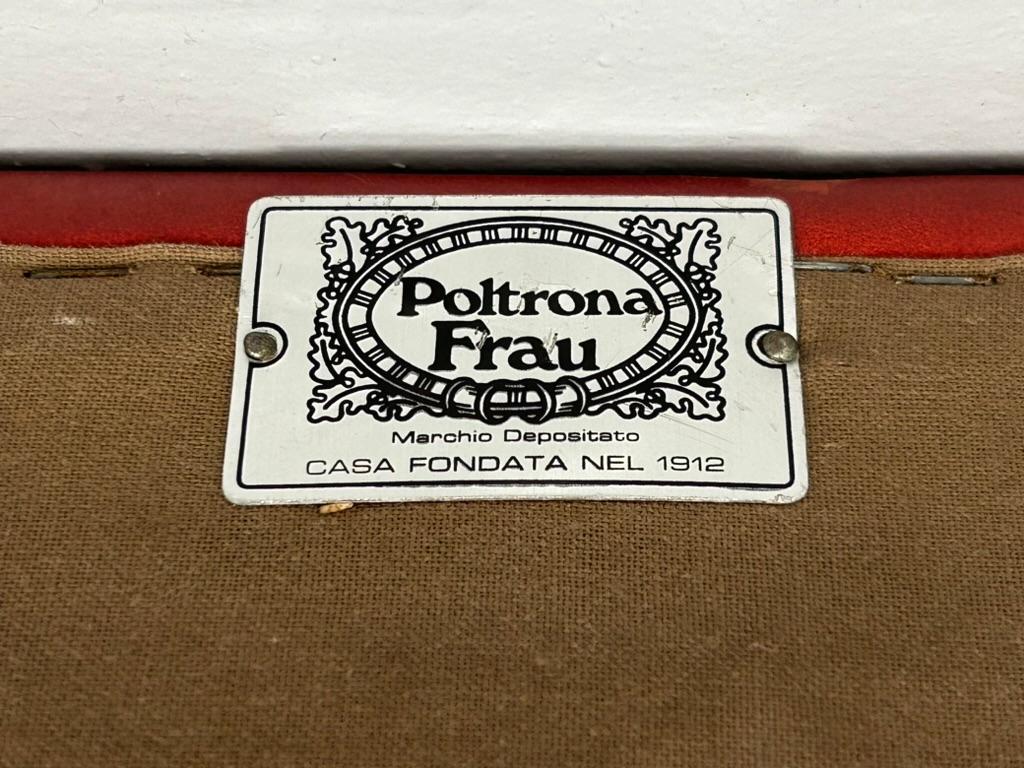 Poltrona
Frau
Marchio Depositato
CASA FONDATA NEL 1912